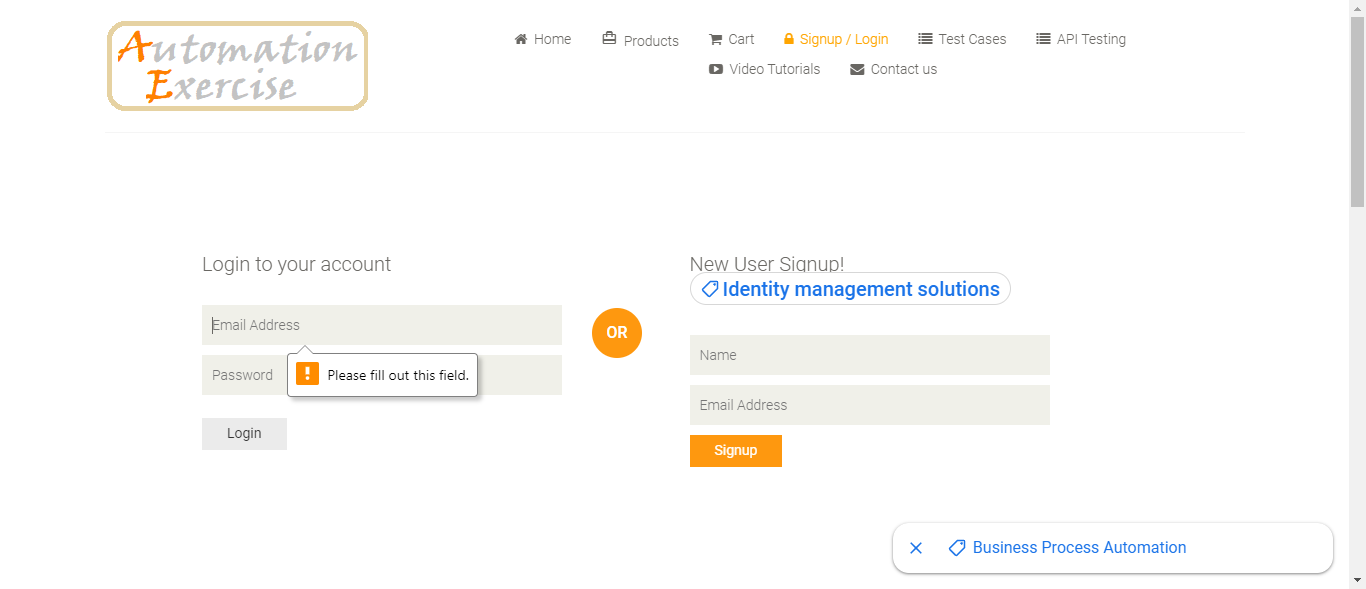 Automation
Exercise
Home
Products
Cart
Signup / Login
Test Cases
API Testing
Video Tutorials
Contact us
Login to your account
Email Address
Password
Please fill out this field.
Login
OR
New User Signup!
Identity management solutions
Name
Email Address
Signup
Business Process Automation